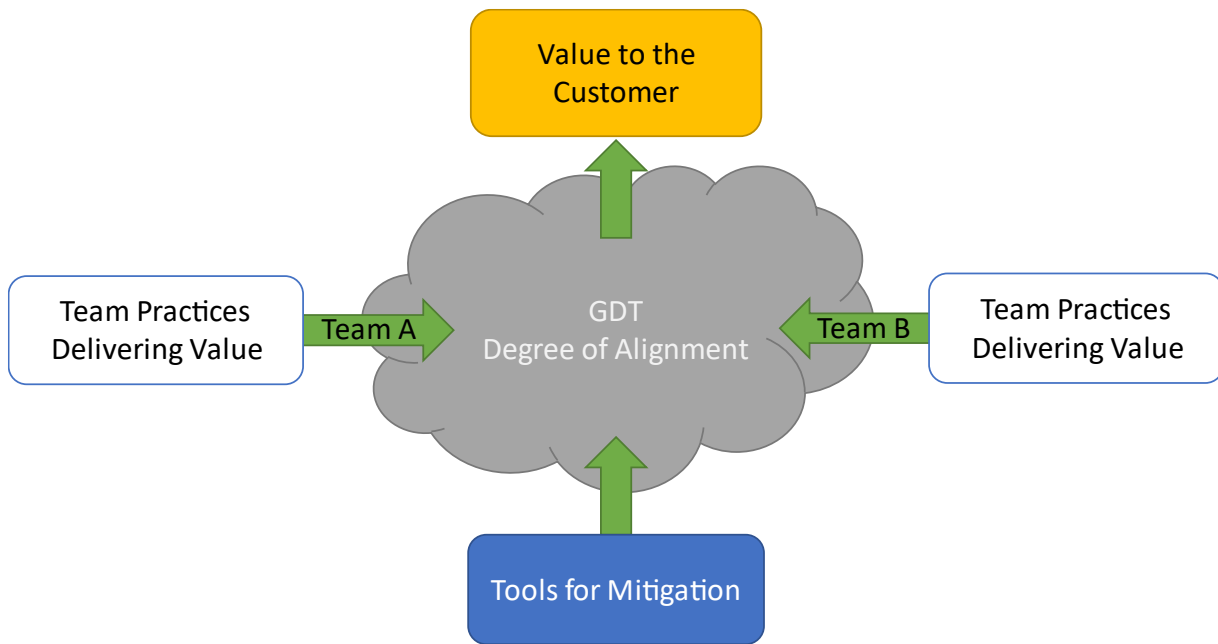 Value to the
Customer
Team Practices
Delivering Value
Team A
GDT
Degree of Alignment
Team B
Team Practices
Delivering Value
Tools for Mitigation